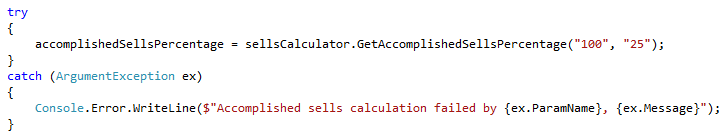 try
{
    accomplishedSellsPercentage = sellsCalculator.GetAccomplishedSellsPercentage("100", "25");
}
catch (ArgumentException ex)
{
    Console.Error.WriteLine($"Accomplished sells calculation failed by {ex.ParamName}, {ex.Message}");
}